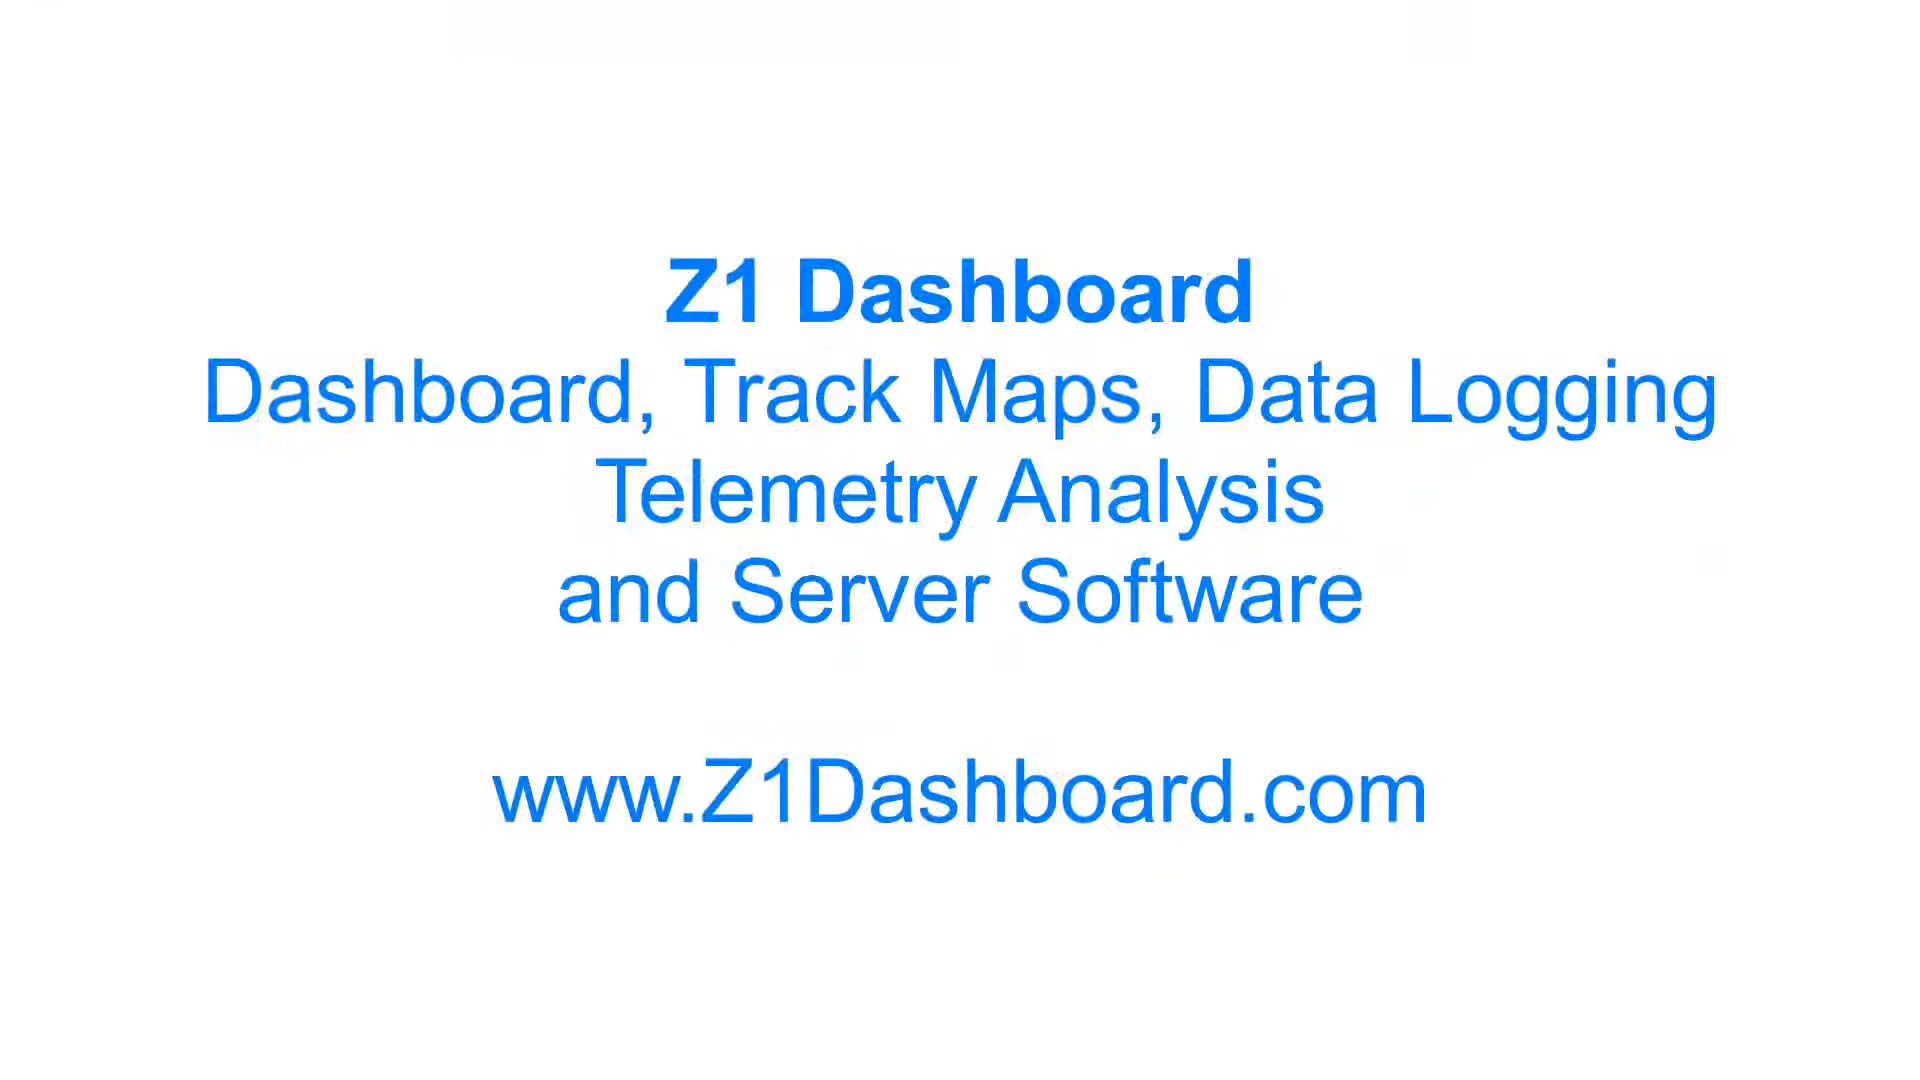 Z1 Dashboard
Dashboard, Track Maps, Data Logging
Telemetry Analysis
and Server Software
www.Z1Dashboard.com